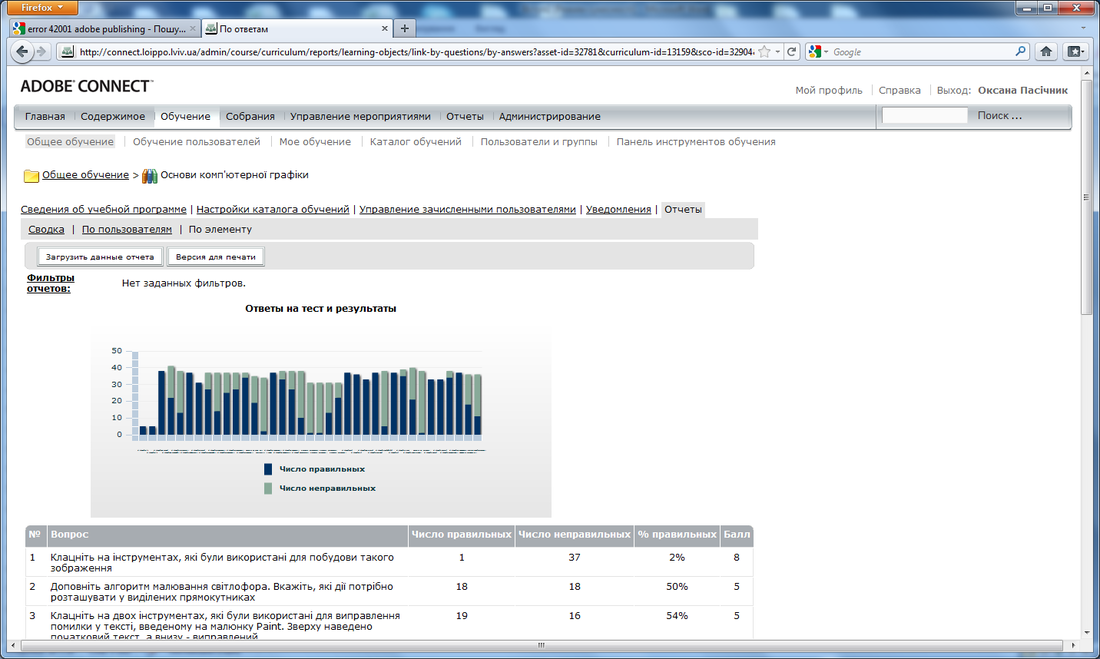 Firefox
error 42001 adobe publishing - Пошу...
По ответам
http://connect.loippo.lviv.ua/admin/course/curriculum/reports/learning-objects/link-by-questions/by-answers?asset-id=32781&curriculum-id=13159&sco-id=32904
Google
ADOBE CONNECT
Мой профиль Справка Выход: Оксана Пасічник
Главная Содержимое Обучение Собрания Управление мероприятиями Отчеты Администрирование Поиск ...
Общее обучение Обучение пользователей Мое обучение Каталог обучений Пользователи и группы Панель инструментов обучения
Общее обучение > Основи комп'ютерної графіки
Сведения об учебной программе | Настройки каталога обучений | Управление зачисленными пользователями | Уведомления | Отчеты
Сводка | По пользователям | По элементу
Загрузить данные отчета Версия для печати
Фильтры отчетов: Нет заданных фильтров.
Ответы на тест и результаты
50
40
30
20
10
0
Число правильных
Число неправильных
№ Вопрос Число правильных Число неправильных % правильных Балл
1 Клацніть на інструментах, які були використані для побудови такого 1 37 2% 8
зображення
2 Доповніть алгоритм малювання світлофора. Вкажіть, які дії потрібно 18 18 50% 5
розташувати у виділених прямокутниках
3 Клацніть на двох інструментах, які були використані для виправлення 19 16 54% 5
помилки у тексті, введеному на малюнку Paint. Зверху наведено
початковий текст, а внизу - виправлений